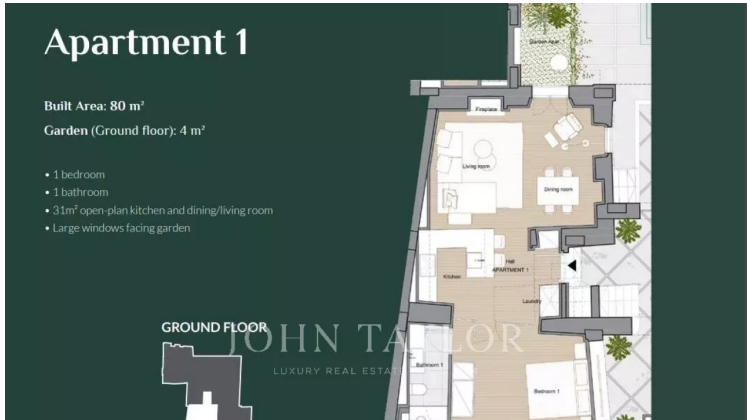 Apartment 1
Built Area: 80 m²
Garden (Ground floor): 4 m²
• 1 bedroom
• 1 bathroom
• 31m² open-plan kitchen and dining/living room
• Large windows facing garden
GROUND FLOOR
JOHN TAYLOR
LUXURY REAL ESTATE
Garden Apar
Fireplace
Living room
Dining room
Hall
APARTMENT 1
Kitchen
Laundry
Bathroom 1
Bedroom 1